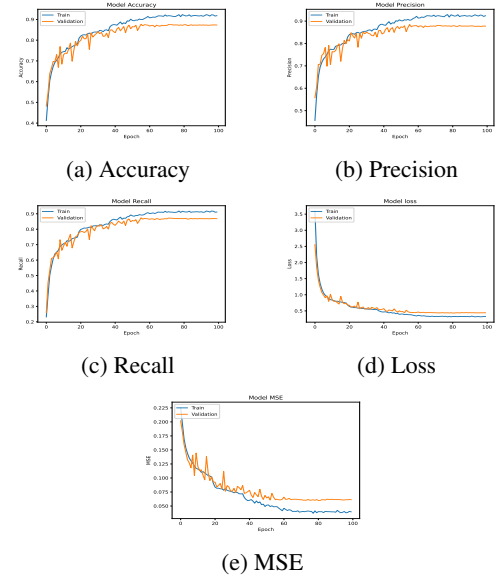 Model Accuracy
Train
Validation
Accuracy
0.9
0.8
0.7
0.6
0.5
0.4
0
20
40
60
80
100
Epoch
(a) Accuracy
Model Precision
Train
Validation
Precision
0.9
0.8
0.7
0.6
0.5
0
20
40
60
80
100
Epoch
(b) Precision
Model Recall
Train
Validation
Recall
0.9
0.8
0.7
0.6
0.5
0.4
0.3
0.2
0
20
40
60
80
100
Epoch
(c) Recall
Model loss
Train
Validation
Loss
3.5
3.0
2.5
2.0
1.5
1.0
0.5
0
20
40
60
80
100
Epoch
(d) Loss
Model MSE
Train
Validation
MSE
0.225
0.200
0.175
0.150
0.125
0.100
0.075
0.050
0
20
40
60
80
100
Epoch
(e) MSE